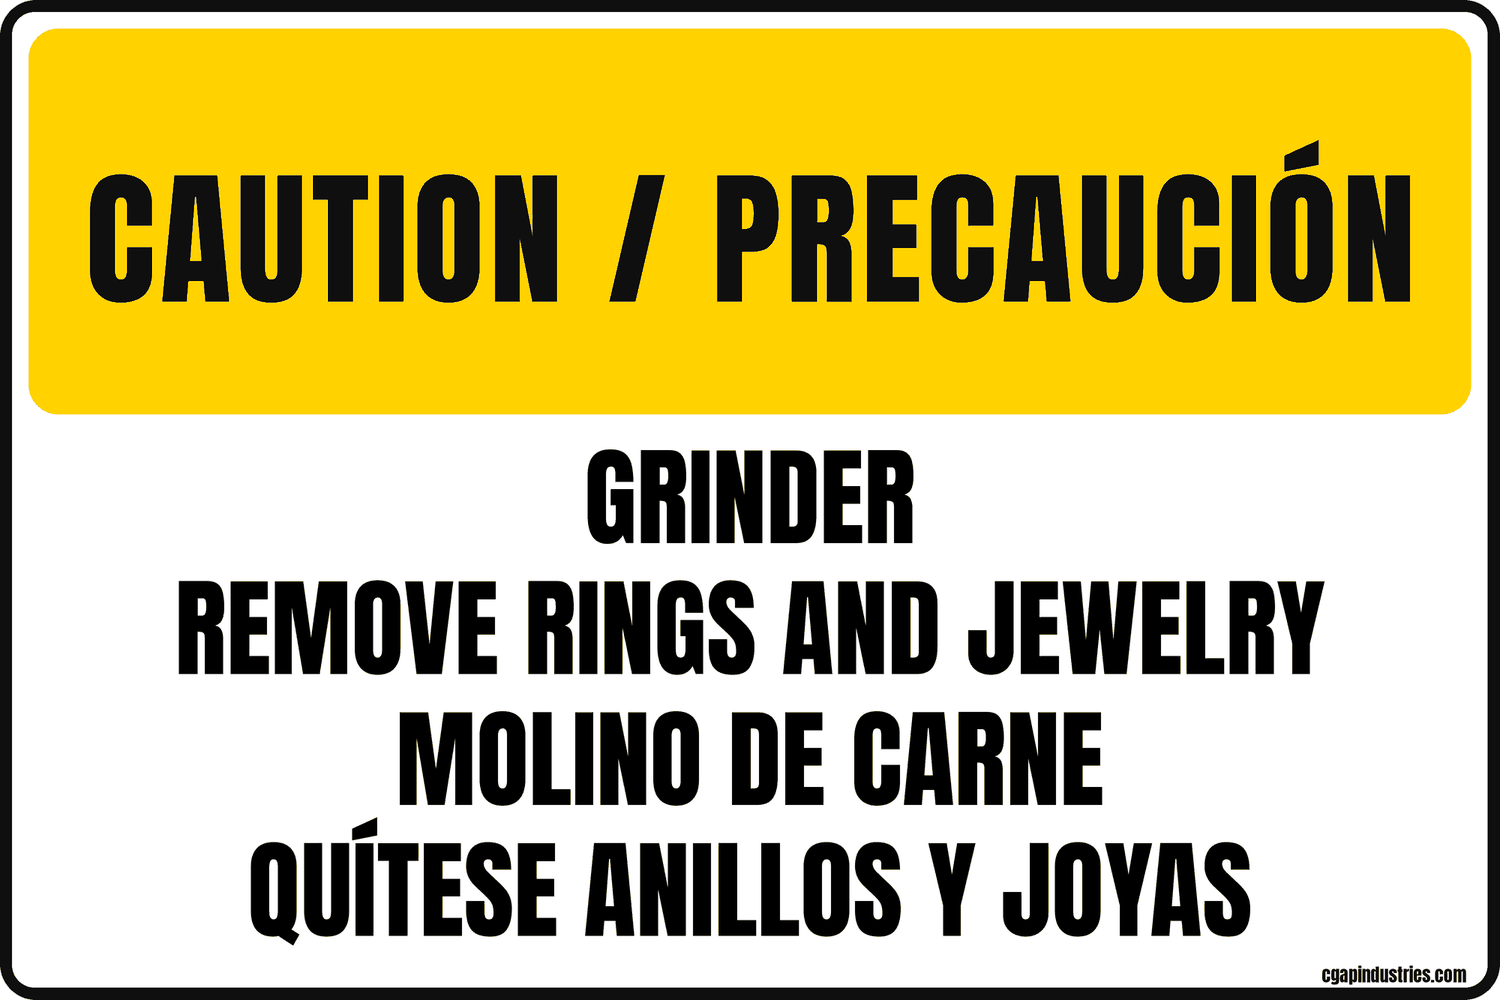 CAUTION / PRECAUCIÓN
GRINDER
REMOVE RINGS AND JEWELRY
MOLINO DE CARNE
QUÍTESE ANILLOS Y JOYAS
cgapindustries.com